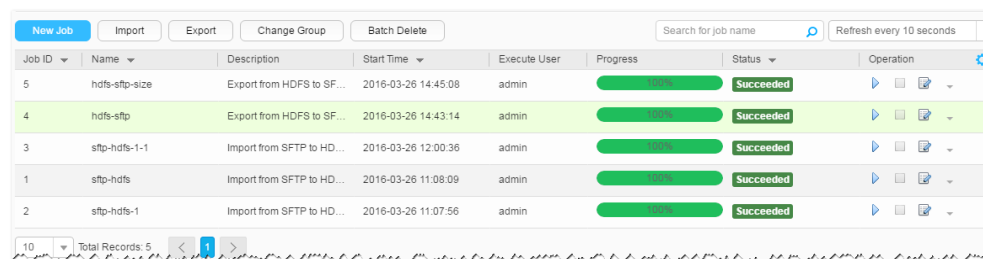 New Job Import Export Change Group Batch Delete Search for job name Refresh every 10 seconds
Job ID Name Description Start Time Execute User Progress Status Operation
5 hdfs-sftp-size Export from HDFS to SF... 2016-03-26 14:45:08 admin 100% Succeeded
4 hdfs-sftp Export from HDFS to SF... 2016-03-26 14:43:14 admin 100% Succeeded
3 sftp-hdfs-1-1 Import from SFTP to HD... 2016-03-26 12:00:36 admin 100% Succeeded
1 sftp-hdfs Import from SFTP to HD... 2016-03-26 11:08:09 admin 100% Succeeded
2 sftp-hdfs-1 Import from SFTP to HD... 2016-03-26 11:07:56 admin 100% Succeeded
10 Total Records: 5 < 1 >